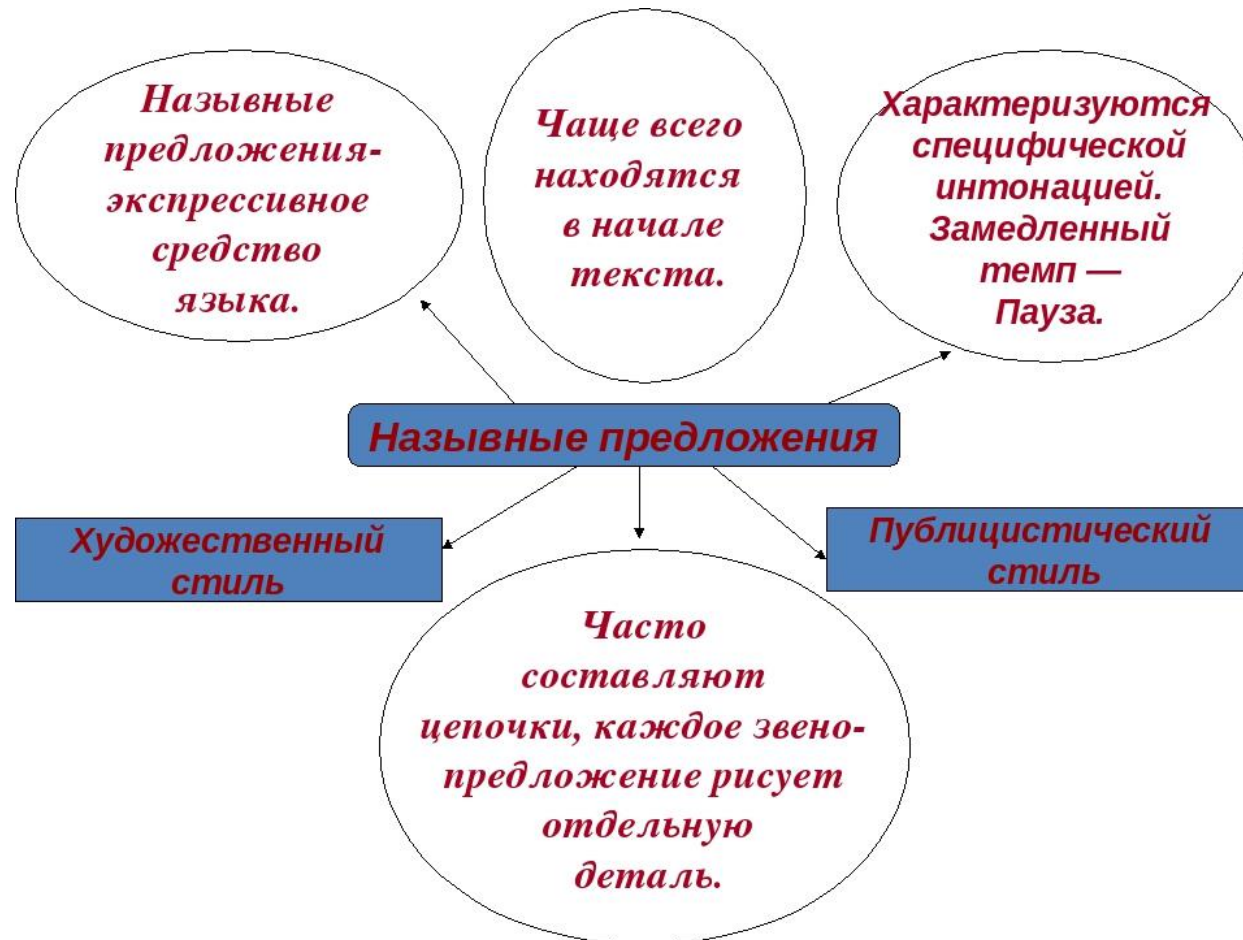 Назывные
предложения-
экспрессивное
средство
языка.
Чаще всего
находятся
в начале
текста.
Характеризуются
специфической
интонацией.
Замедленный
темп —
Пауза.
Назывные предложения
Художественный
стиль
Публицистический
стиль
Часто
составляют
цепочки, каждое звено-
предложение рисует
отдельную
деталь.